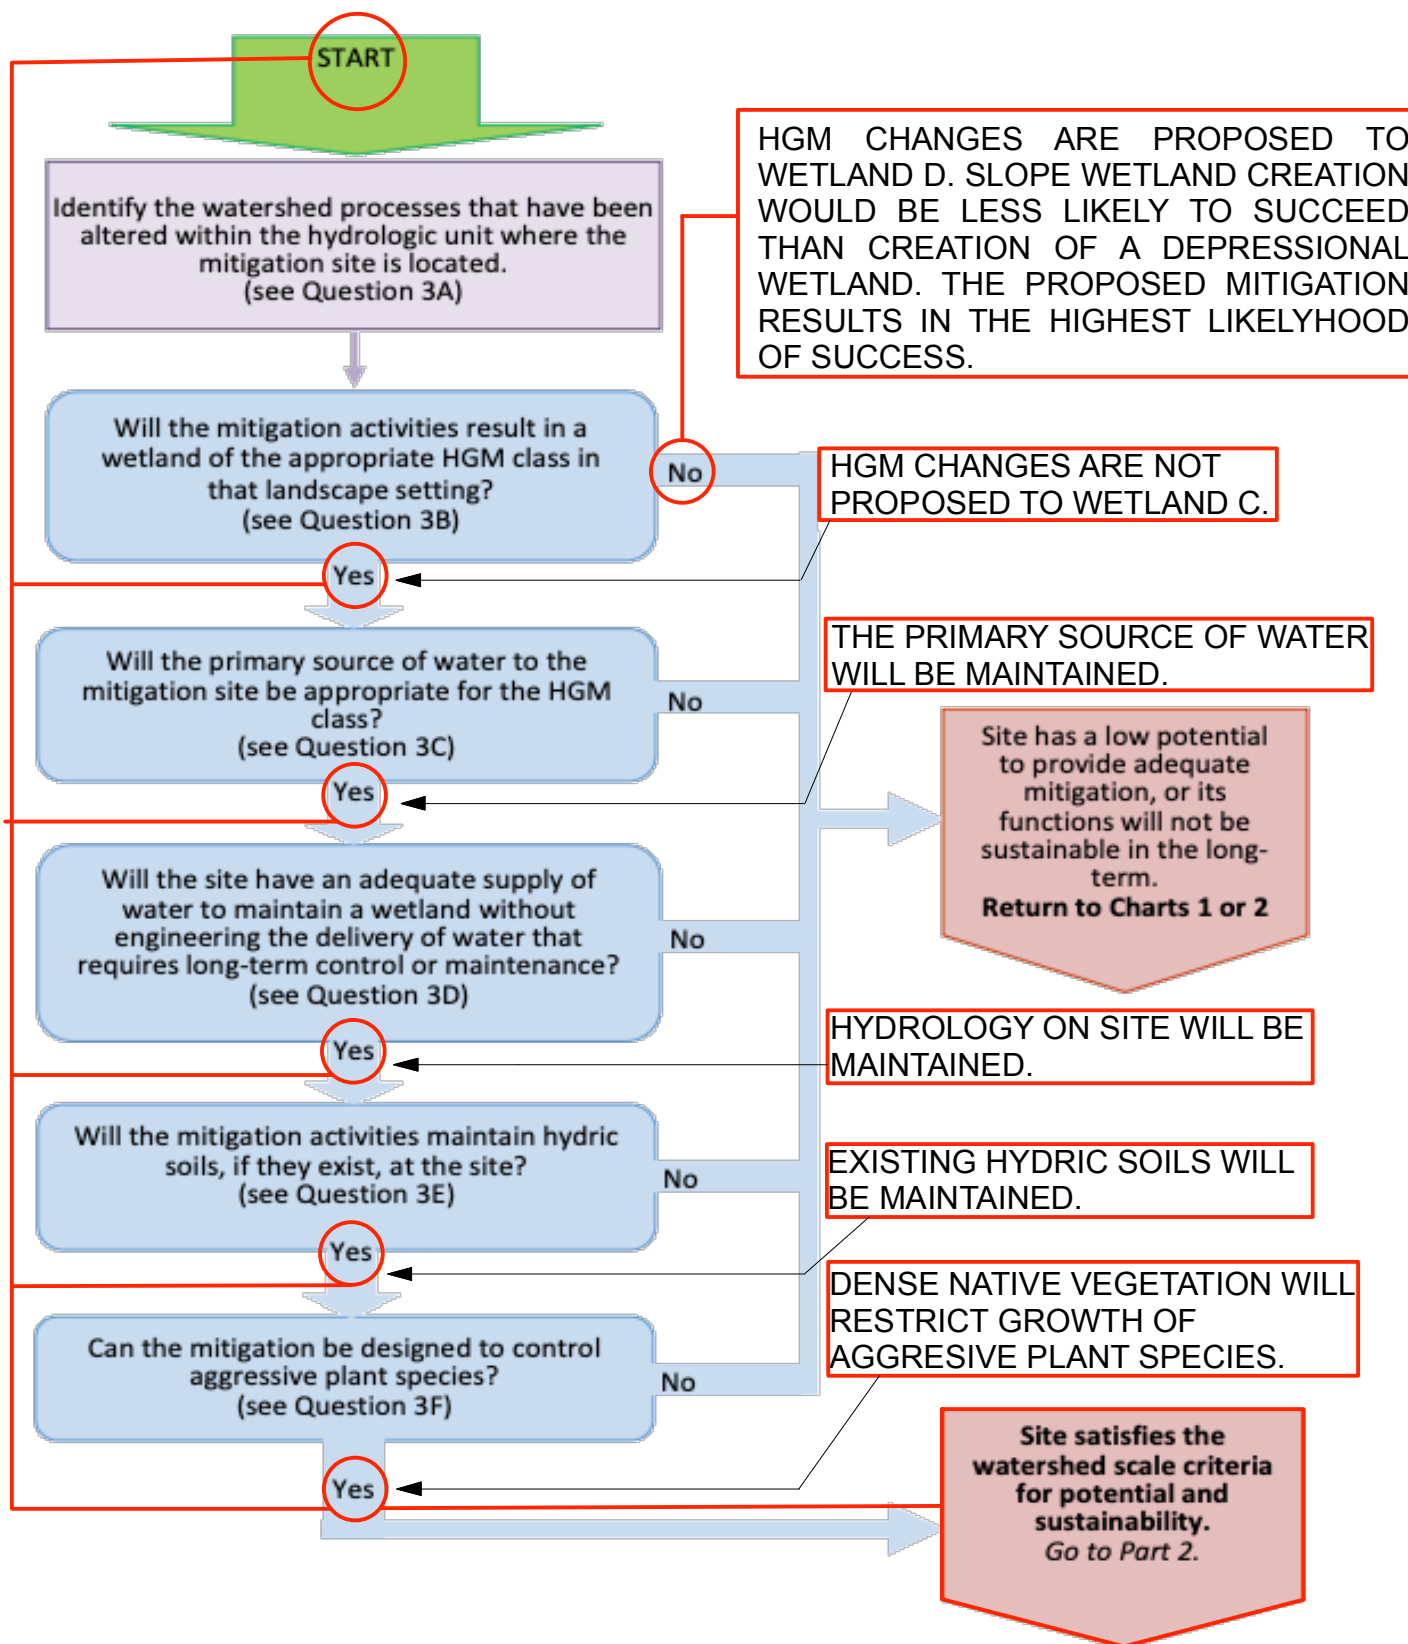 START
Identify the watershed processes that have been
altered within the hydrologic unit where the
mitigation site is located.
(see Question 3A)
HGM CHANGES ARE PROPOSED TO
WETLAND D. SLOPE WETLAND CREATION
WOULD BE LESS LIKELY TO SUCCEED
THAN CREATION OF A DEPRESSIONAL
WETLAND. THE PROPOSED MITIGATION
RESULTS IN THE HIGHEST LIKELYHOOD
OF SUCCESS.
Will the mitigation activities result in a
wetland of the appropriate HGM class in
that landscape setting?
(see Question 3B)
No
HGM CHANGES ARE NOT
PROPOSED TO WETLAND C.
Yes
Will the primary source of water to the
mitigation site be appropriate for the HGM
class?
(see Question 3C)
No
THE PRIMARY SOURCE OF WATER
WILL BE MAINTAINED.
Yes
Site has a low potential
to provide adequate
mitigation, or its
functions will not be
sustainable in the long-
term.
Return to Charts 1 or 2
Will the site have an adequate supply of
water to maintain a wetland without
engineering the delivery of water that
requires long-term control or maintenance?
(see Question 3D)
No
HYDROLOGY ON SITE WILL BE
MAINTAINED.
Yes
Will the mitigation activities maintain hydric
soils, if they exist, at the site?
(see Question 3E)
No
EXISTING HYDRIC SOILS WILL
BE MAINTAINED.
Yes
DENSE NATIVE VEGETATION WILL
RESTRICT GROWTH OF
AGGRESIVE PLANT SPECIES.
Can the mitigation be designed to control
aggressive plant species?
(see Question 3F)
No
Yes
Site satisfies the
watershed scale criteria
for potential and
sustainability.
Go to Part 2.